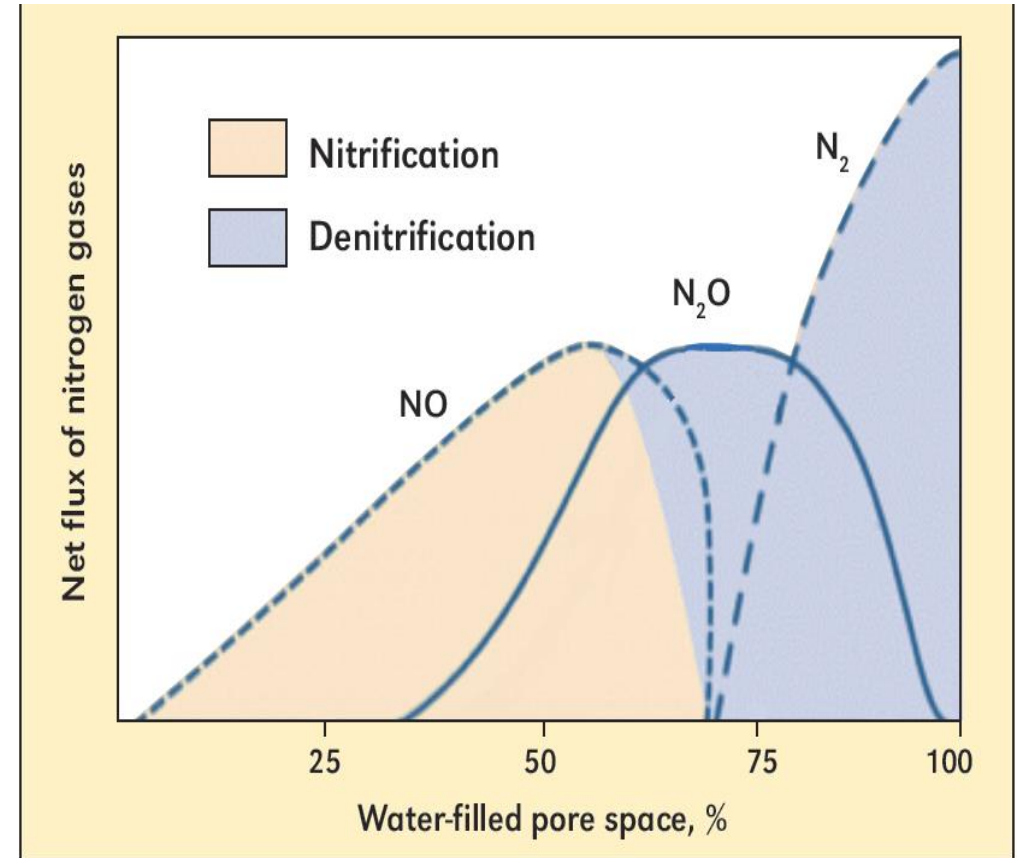 Net flux of nitrogen gases
Nitrification
Denitrification
NO
N₂O
N₂
25 50 75 100
Water-filled pore space, %